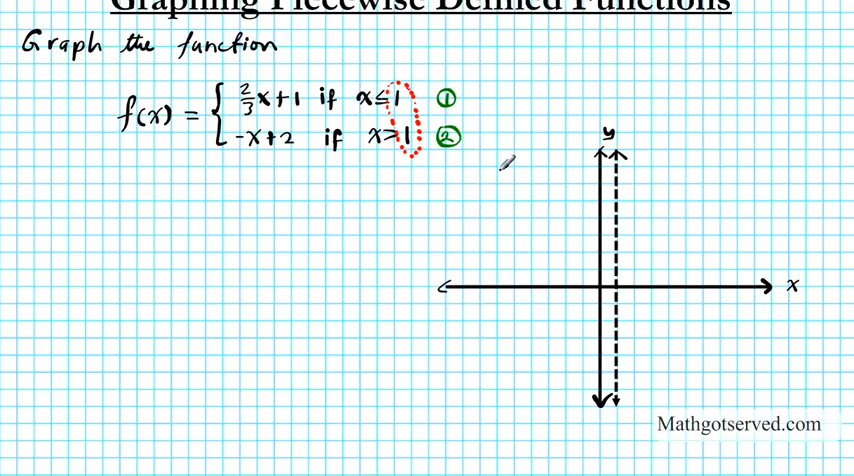 Graphing Piecewise Defined Functions
Graph the function
f(x) = { 2/3x+1 if x≤1 ①
-x+2 if x>1 ②
y
x
Mathgotserved.com